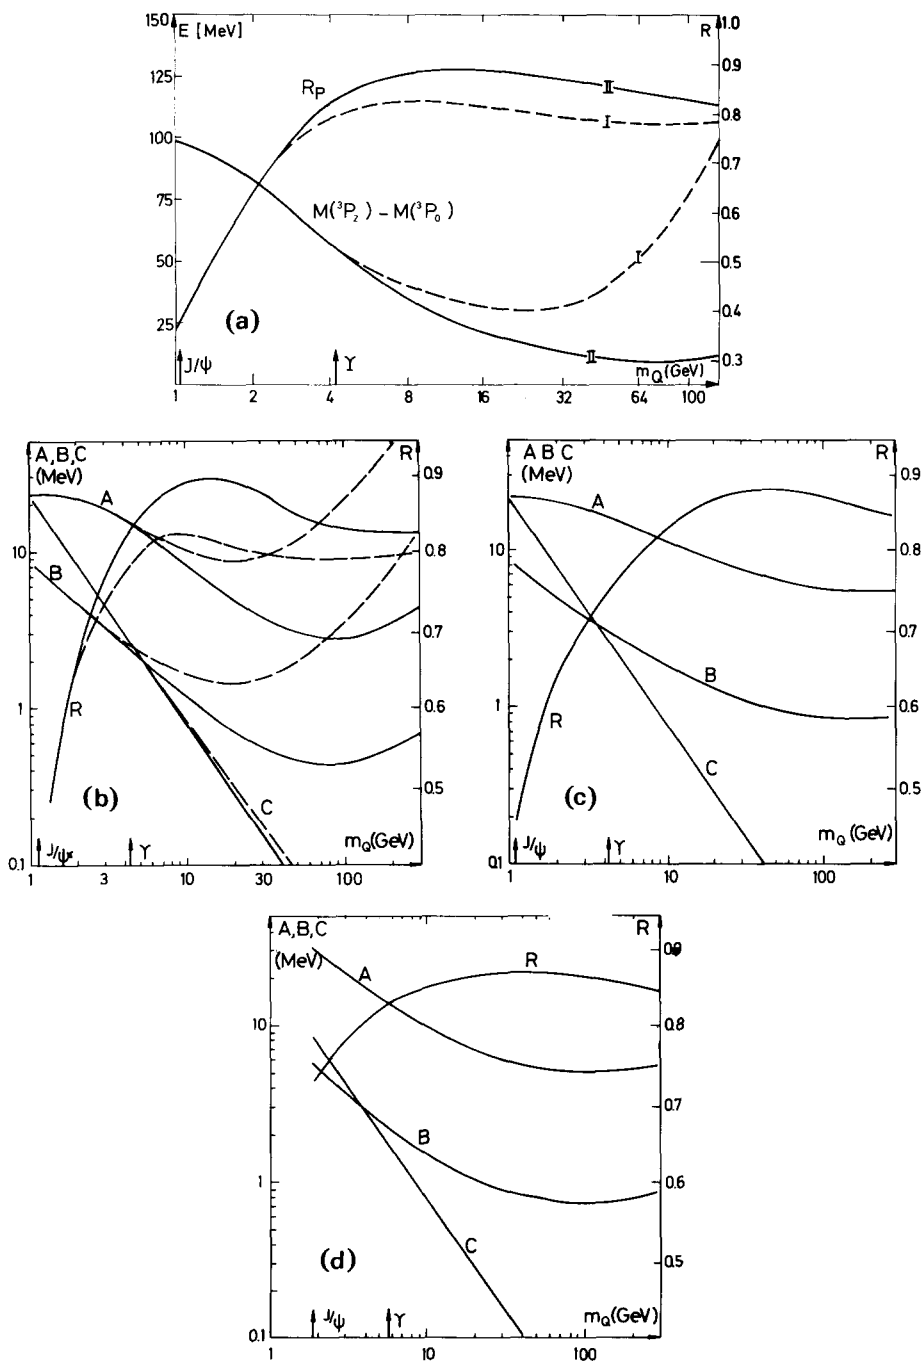 150 E [MeV] R 1.0
125 R_P II 0.9
I 0.8
100 0.7
75 M(³P₂) – M(³P₀)
50 I 0.5
(a) 0.4
25 J/ψ ϒ II 0.3
m_Q (GeV)
1 2 4 8 16 32 64 100
A,B,C (MeV) R
0.9
A
10 0.8
B
0.7
R
1 0.6
(b) C 0.5
J/ψ ϒ m_Q(GeV)
0.1
1 3 10 30 100
A B C (MeV) R
0.9
A
10 0.8
0.7
B
1 R 0.6
C
(c) 0.5
J/ψ ϒ m_Q(GeV)
0.1
1 10 100
A,B,C (MeV) R
0.9
A R
10 0.8
0.7
B
1 0.6
C 0.5
(d)
J/ψ ϒ m_Q(GeV)
0.1
1 10 100